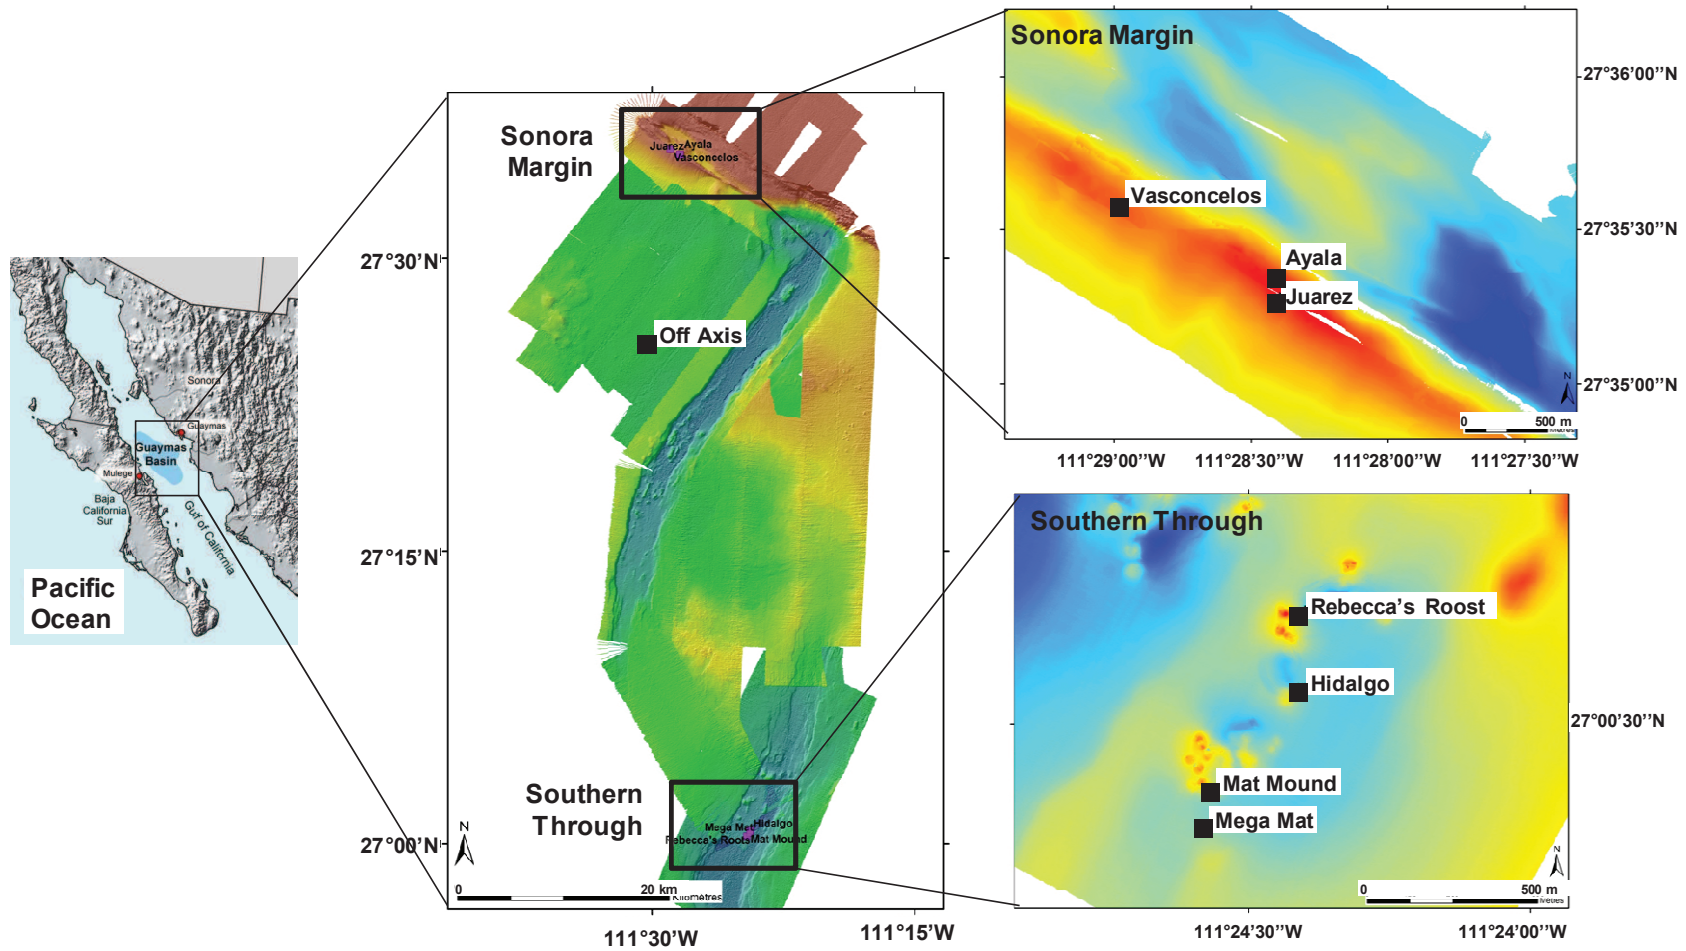 Sonora
Guaymas
Guaymas
Basin
Mulege
Baja
California
Sur
Gulf of California
Pacific
Ocean
Sonora
Margin
Juarez Ayala
Vasconcelos
27°30'N
Off Axis
27°15'N
Southern
Through
Mega Mat Hidalgo
Rebecca's Roots Mat Mound
27°00'N
N
0 20 km
Kilometres
111°30'W
111°15'W
Sonora Margin
27°36'00''N
Vasconcelos
27°35'30''N
Ayala
Juarez
27°35'00''N
N
0 500 m
Metres
111°29'00''W
111°28'30''W
111°28'00''W
111°27'30''W
Southern Through
Rebecca's Roost
Hidalgo
27°00'30''N
Mat Mound
Mega Mat
N
0 500 m
Metres
111°24'30''W
111°24'00''W